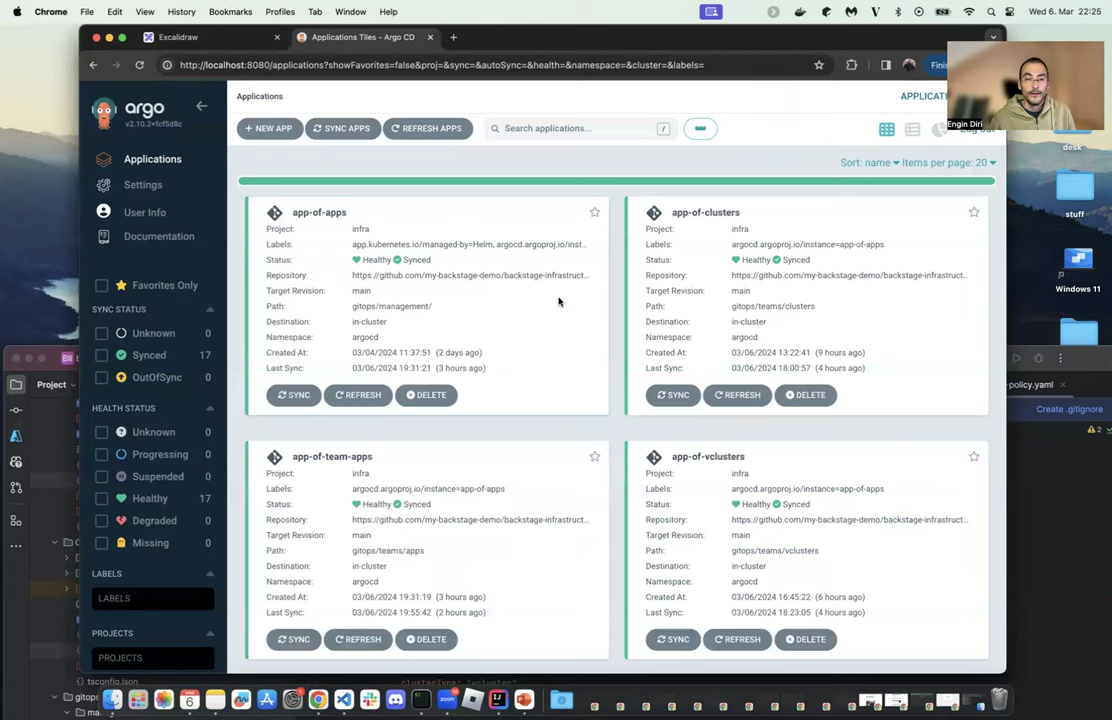 Chrome File Edit View History Bookmarks Profiles Tab Window Help
Wed 6. Mar 22:25
Excalidraw
Applications Tiles - Argo CD
http://localhost:8080/applications?showFavorites=false&proj=&sync=&autoSync=&health=&namespace=&cluster=&labels=
Engin Diri
argo
v2.10.2+fcf5d8c
Applications
Settings
User Info
Documentation
Favorites Only
SYNC STATUS
Unknown 0
Synced 17
OutOfSync 0
HEALTH STATUS
Unknown 0
Progressing 0
Suspended 0
Healthy 17
Degraded 0
Missing 0
LABELS
LABELS
PROJECTS
PROJECTS
Applications
APPLICATI
+ NEW APP
SYNC APPS
REFRESH APPS
Search applications...
/
Sort: name Items per page: 20
app-of-apps
Project: infra
Labels: app.kubernetes.io/managed-by=Helm, argocd.argoproj.io/inst...
Status: Healthy Synced
Repository: https://github.com/my-backstage-demo/backstage-infrastruct...
Target Revision: main
Path: gitops/management/
Destination: in-cluster
Namespace: argocd
Created At: 03/04/2024 11:37:51 (2 days ago)
Last Sync: 03/06/2024 19:31:21 (3 hours ago)
SYNC REFRESH DELETE
app-of-clusters
Project: infra
Labels: argocd.argoproj.io/instance=app-of-apps
Status: Healthy Synced
Repository: https://github.com/my-backstage-demo/backstage-infrastruct...
Target Revision: main
Path: gitops/teams/clusters
Destination: in-cluster
Namespace: argocd
Created At: 03/06/2024 13:22:41 (9 hours ago)
Last Sync: 03/06/2024 18:00:57 (4 hours ago)
SYNC REFRESH DELETE
app-of-team-apps
Project: infra
Labels: argocd.argoproj.io/instance=app-of-apps
Status: Healthy Synced
Repository: https://github.com/my-backstage-demo/backstage-infrastruct...
Target Revision: main
Path: gitops/teams/apps
Destination: in-cluster
Namespace: argocd
Created At: 03/06/2024 19:31:19 (3 hours ago)
Last Sync: 03/06/2024 19:55:42 (2 hours ago)
SYNC REFRESH DELETE
app-of-vclusters
Project: infra
Labels: argocd.argoproj.io/instance=app-of-apps
Status: Healthy Synced
Repository: https://github.com/my-backstage-demo/backstage-infrastruct...
Target Revision: main
Path: gitops/teams/vclusters
Destination: in-cluster
Namespace: argocd
Created At: 03/06/2024 16:45:22 (6 hours ago)
Last Sync: 03/06/2024 18:23:05 (4 hours ago)
SYNC REFRESH DELETE
desk
stuff
Windows 11
BW
Project
-policy.yaml
Create .gitignore
2
tsconfig.json
gitops